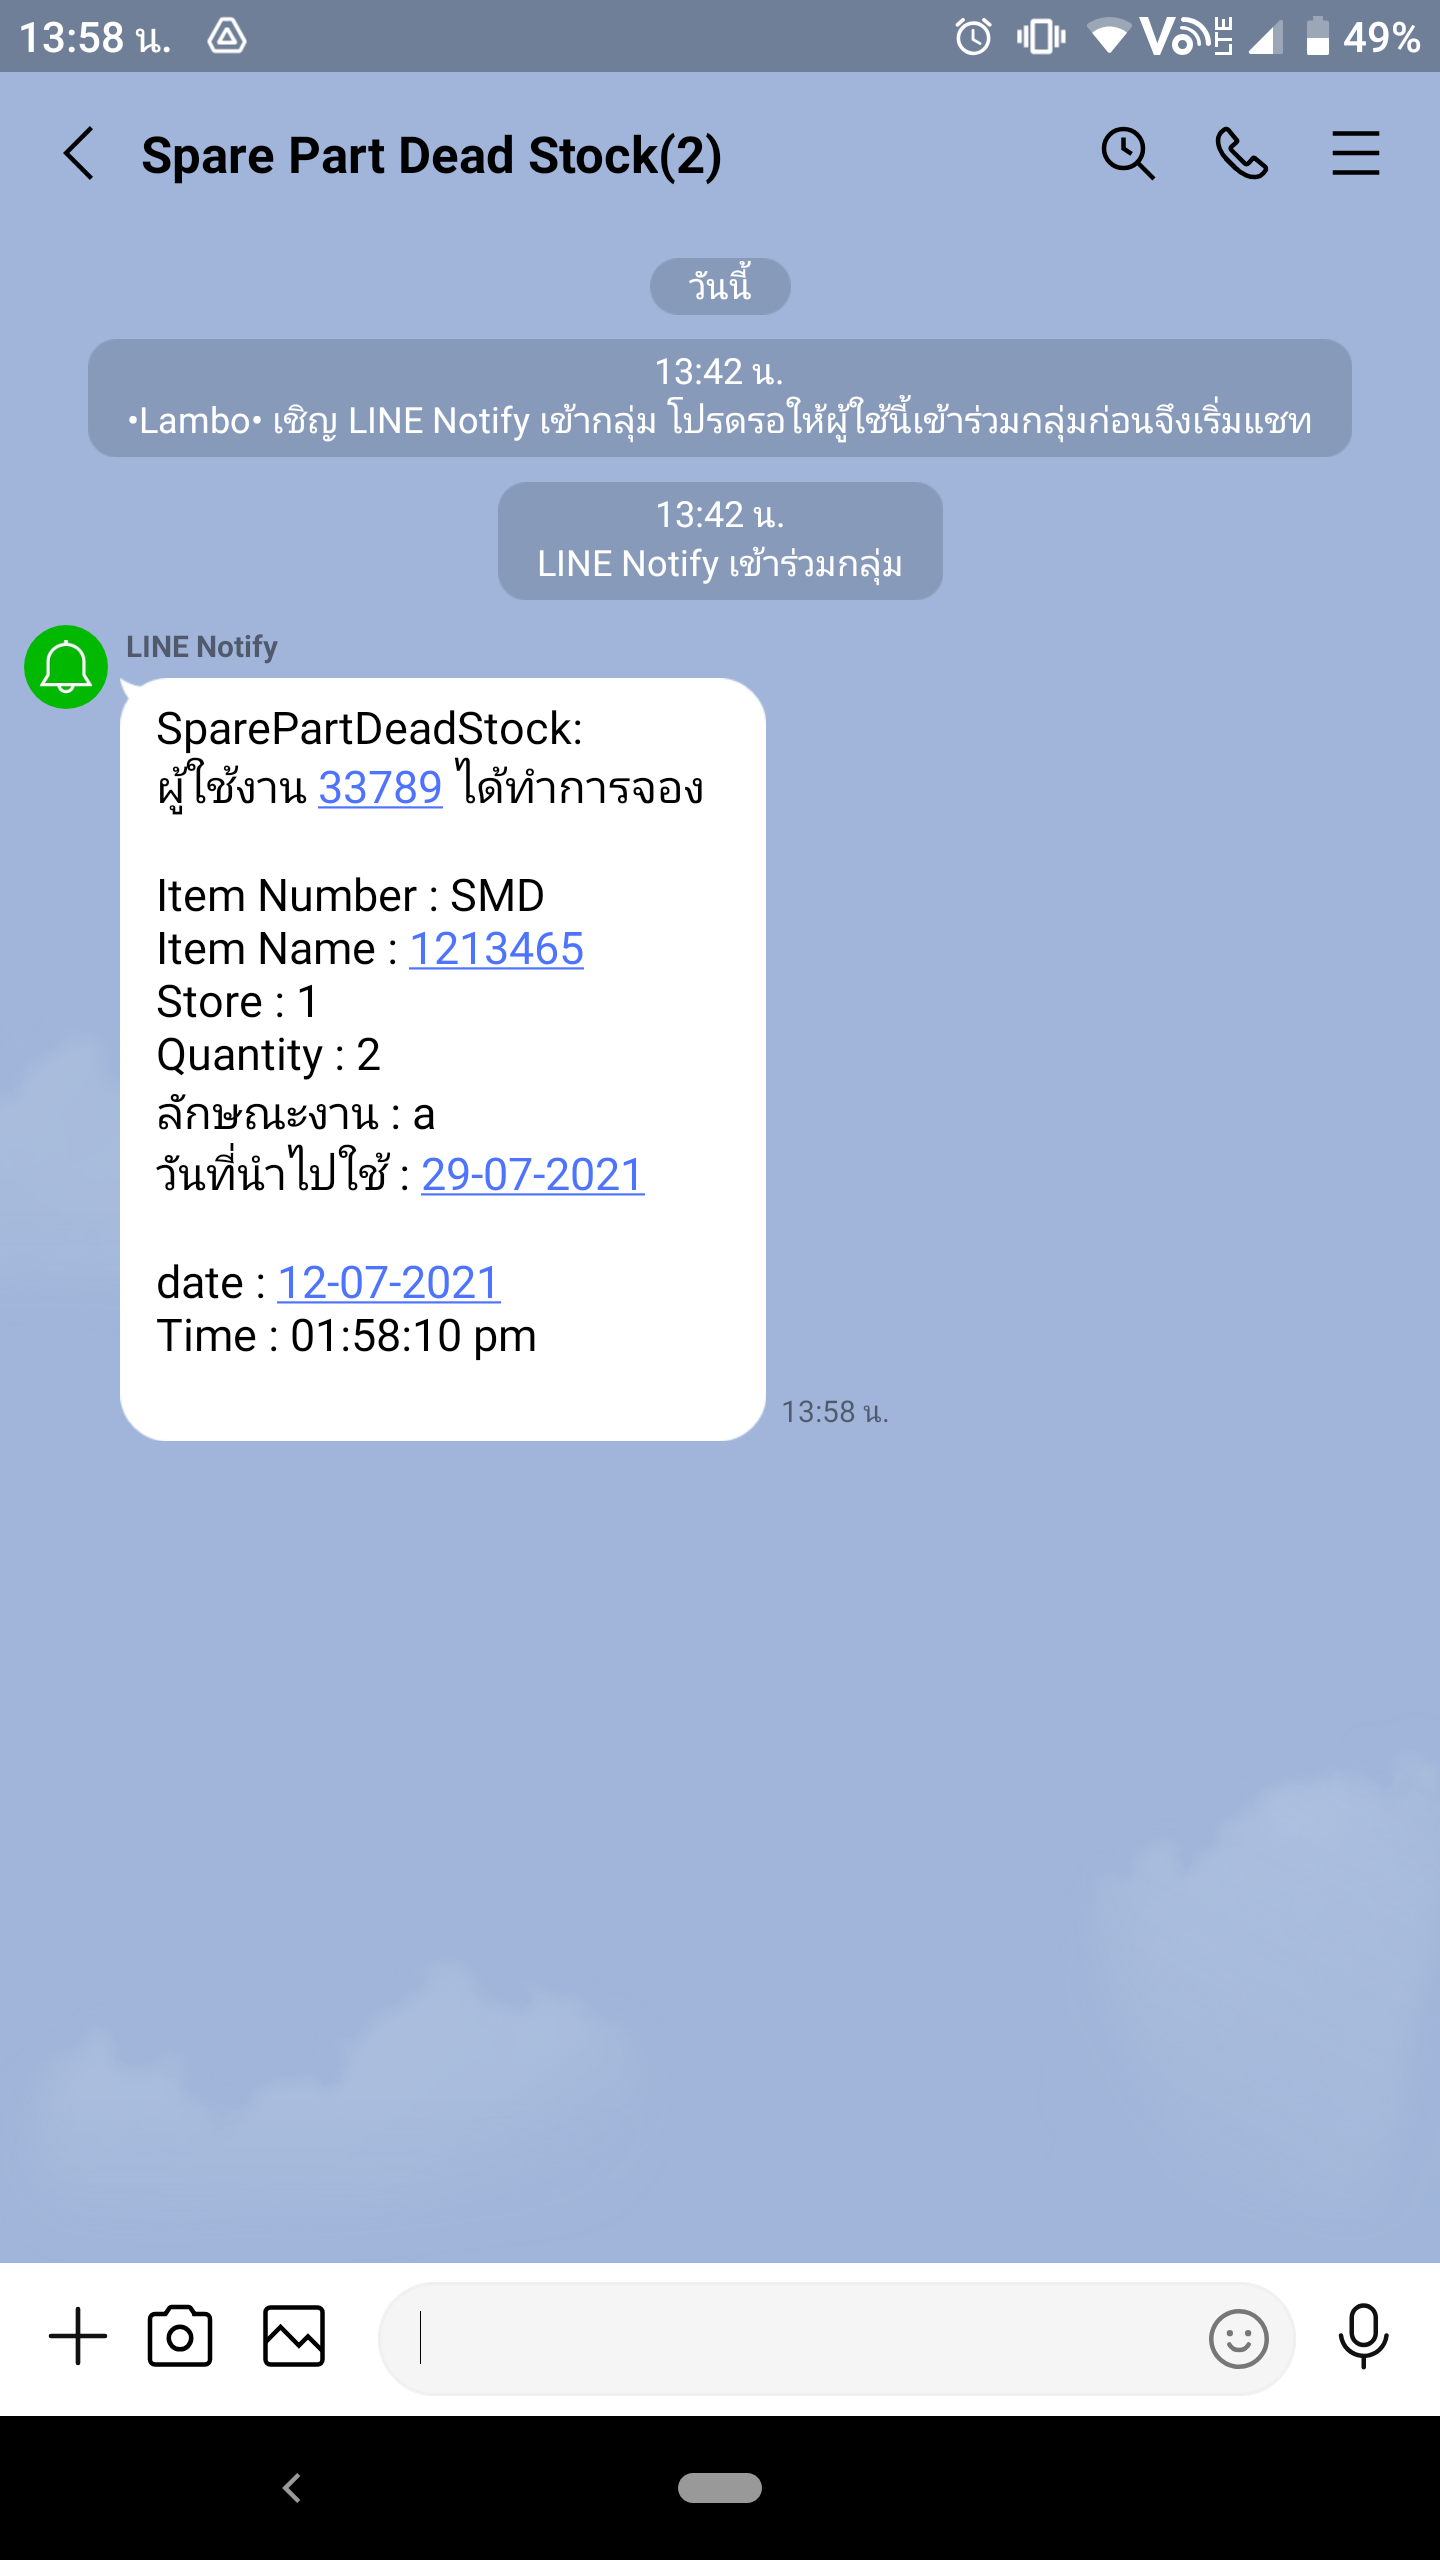 13:58 น.
VoLTE
49%
Spare Part Dead Stock(2)
วันนี้
13:42 น.
•Lambo• เชิญ LINE Notify เข้ากลุ่ม โปรดรอให้ผู้ใช้นี้เข้าร่วมกลุ่มก่อนจึงเริ่มแชท
13:42 น.
LINE Notify เข้าร่วมกลุ่ม
LINE Notify
SparePartDeadStock:
ผู้ใช้งาน 33789 ได้ทำการจอง
Item Number : SMD
Item Name : 1213465
Store : 1
Quantity : 2
ลักษณะงาน : a
วันที่นำไปใช้ : 29-07-2021
date : 12-07-2021
Time : 01:58:10 pm
13:58 น.